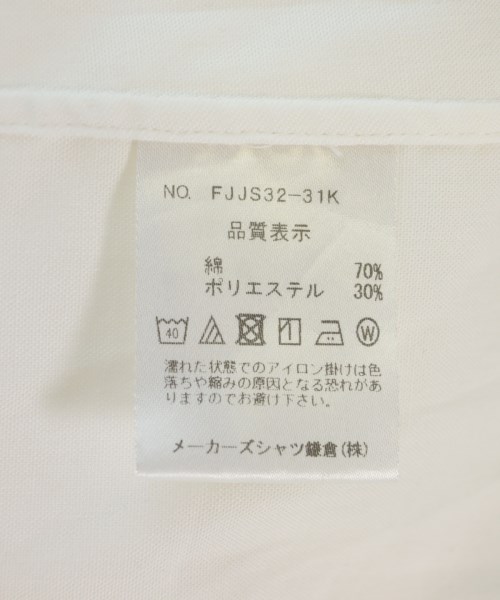 NO. FJJS32-31K
品質表示
綿 70%
ポリエステル 30%
40 W
濡れた状態でのアイロン掛けは色
落ちや縮みの原因となる恐れがあ
りますのでお避け下さい。
メーカーズシャツ鎌倉(株)